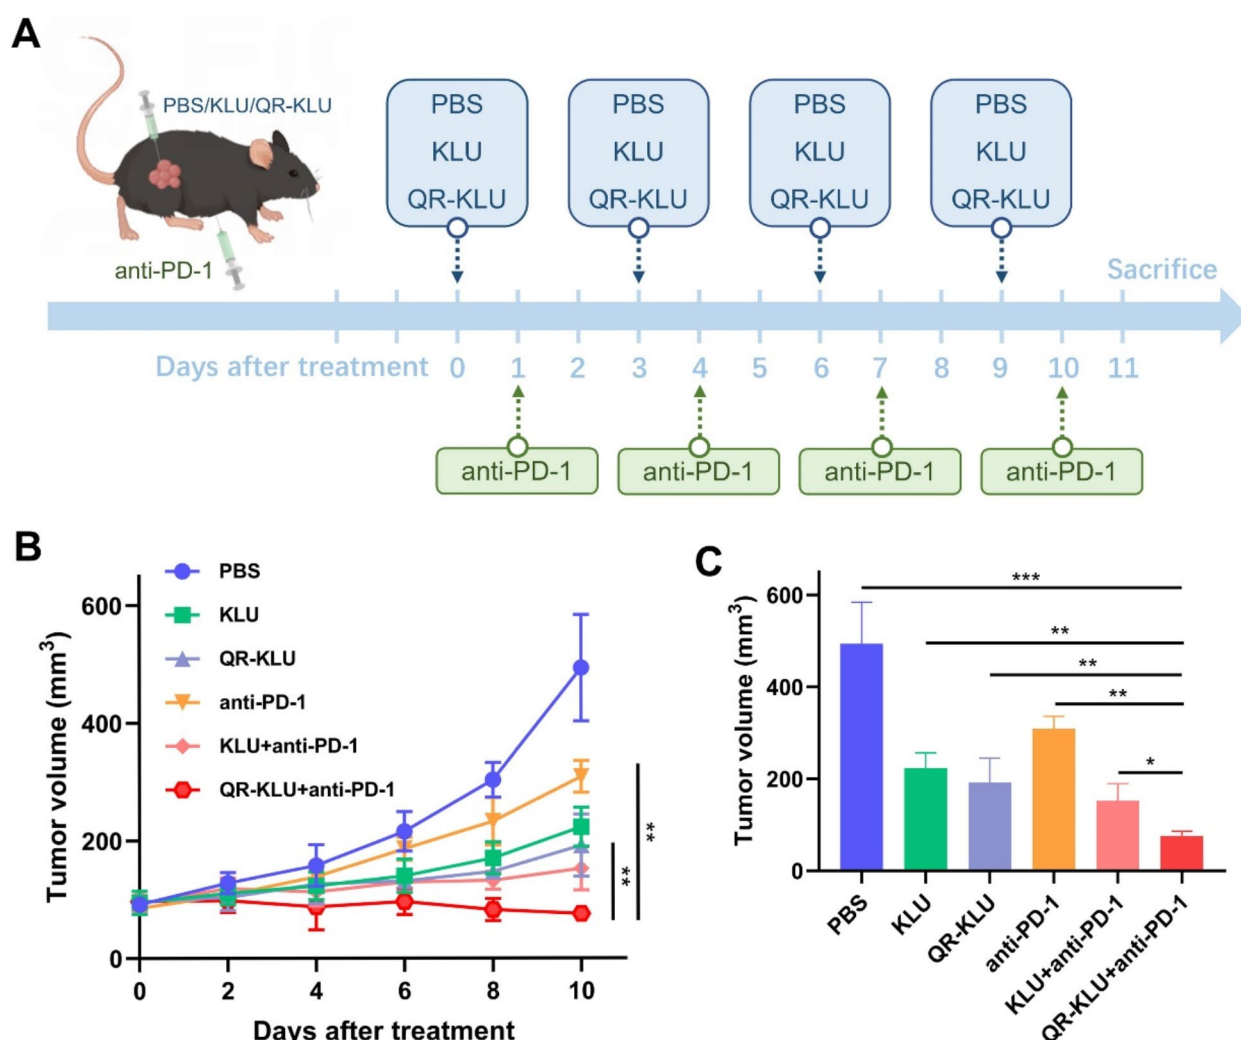 A
PBS/KLU/QR-KLU
anti-PD-1
PBS
KLU
QR-KLU
PBS
KLU
QR-KLU
PBS
KLU
QR-KLU
PBS
KLU
QR-KLU
Sacrifice
Days after treatment 0 1 2 3 4 5 6 7 8 9 10 11
anti-PD-1 anti-PD-1 anti-PD-1 anti-PD-1
B
Tumor volume (mm³)
600
400
200
0
PBS
KLU
QR-KLU
anti-PD-1
KLU+anti-PD-1
QR-KLU+anti-PD-1
**
**
0 2 4 6 8 10
Days after treatment
C
Tumor volume (mm³)
600
400
200
0
***
**
**
**
*
PBS
KLU
QR-KLU
anti-PD-1
KLU+anti-PD-1
QR-KLU+anti-PD-1